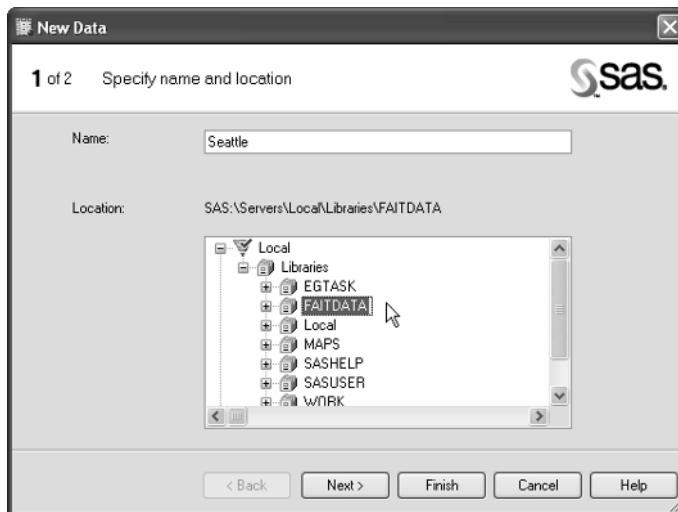 New Data
1 of 2 Specify name and location
sas.
Name: Seattle
Location: SAS:\Servers\Local\Libraries\FAITDATA
Local
Libraries
EGTASK
FAITDATA
Local
MAPS
SASHELP
SASUSER
WORK
< Back Next > Finish Cancel Help